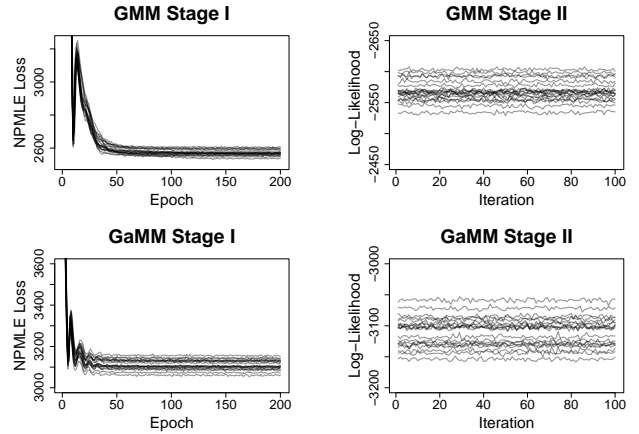 GMM Stage I
NPMLE Loss
3000
2600
0 50 100 150 200
Epoch
GMM Stage II
Log−Likelihood
−2650
−2550
−2450
0 20 40 60 80 100
Iteration
GaMM Stage I
NPMLE Loss
3600
3400
3200
3000
0 50 100 150 200
Epoch
GaMM Stage II
Log−Likelihood
−3000
−3100
−3200
0 20 40 60 80 100
Iteration